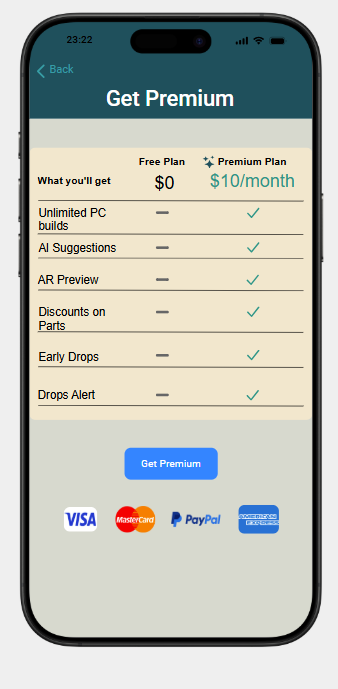 23:22
Back
Get Premium
Free Plan Premium Plan
What you'll get $0 $10/month
Unlimited PC
builds
AI Suggestions
AR Preview
Discounts on
Parts
Early Drops
Drops Alert
Get Premium
VISA MasterCard PayPal AMERICAN
EXPRESS